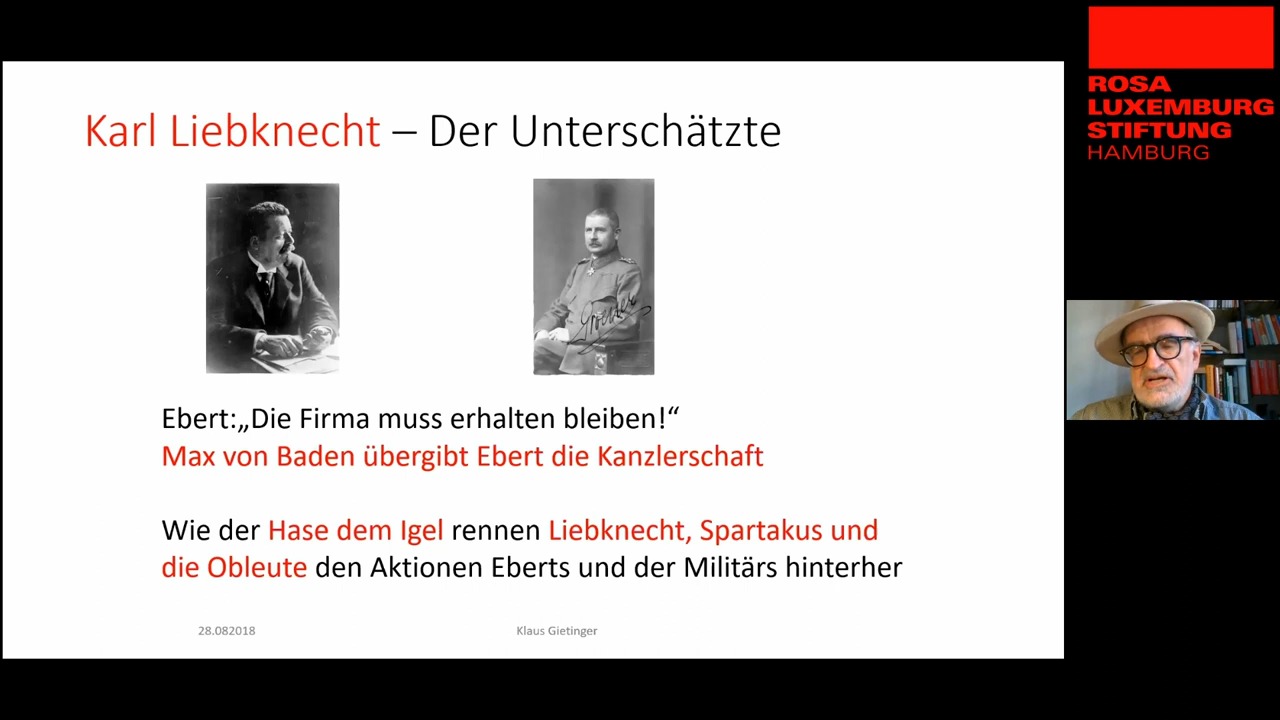 Karl Liebknecht – Der Unterschätzte
Groener
Ebert:„Die Firma muss erhalten bleiben!“
Max von Baden übergibt Ebert die Kanzlerschaft
Wie der Hase dem Igel rennen Liebknecht, Spartakus und
die Obleute den Aktionen Eberts und der Militärs hinterher
28.082018
Klaus Gietinger
ROSA
LUXEMBURG
STIFTUNG
HAMBURG